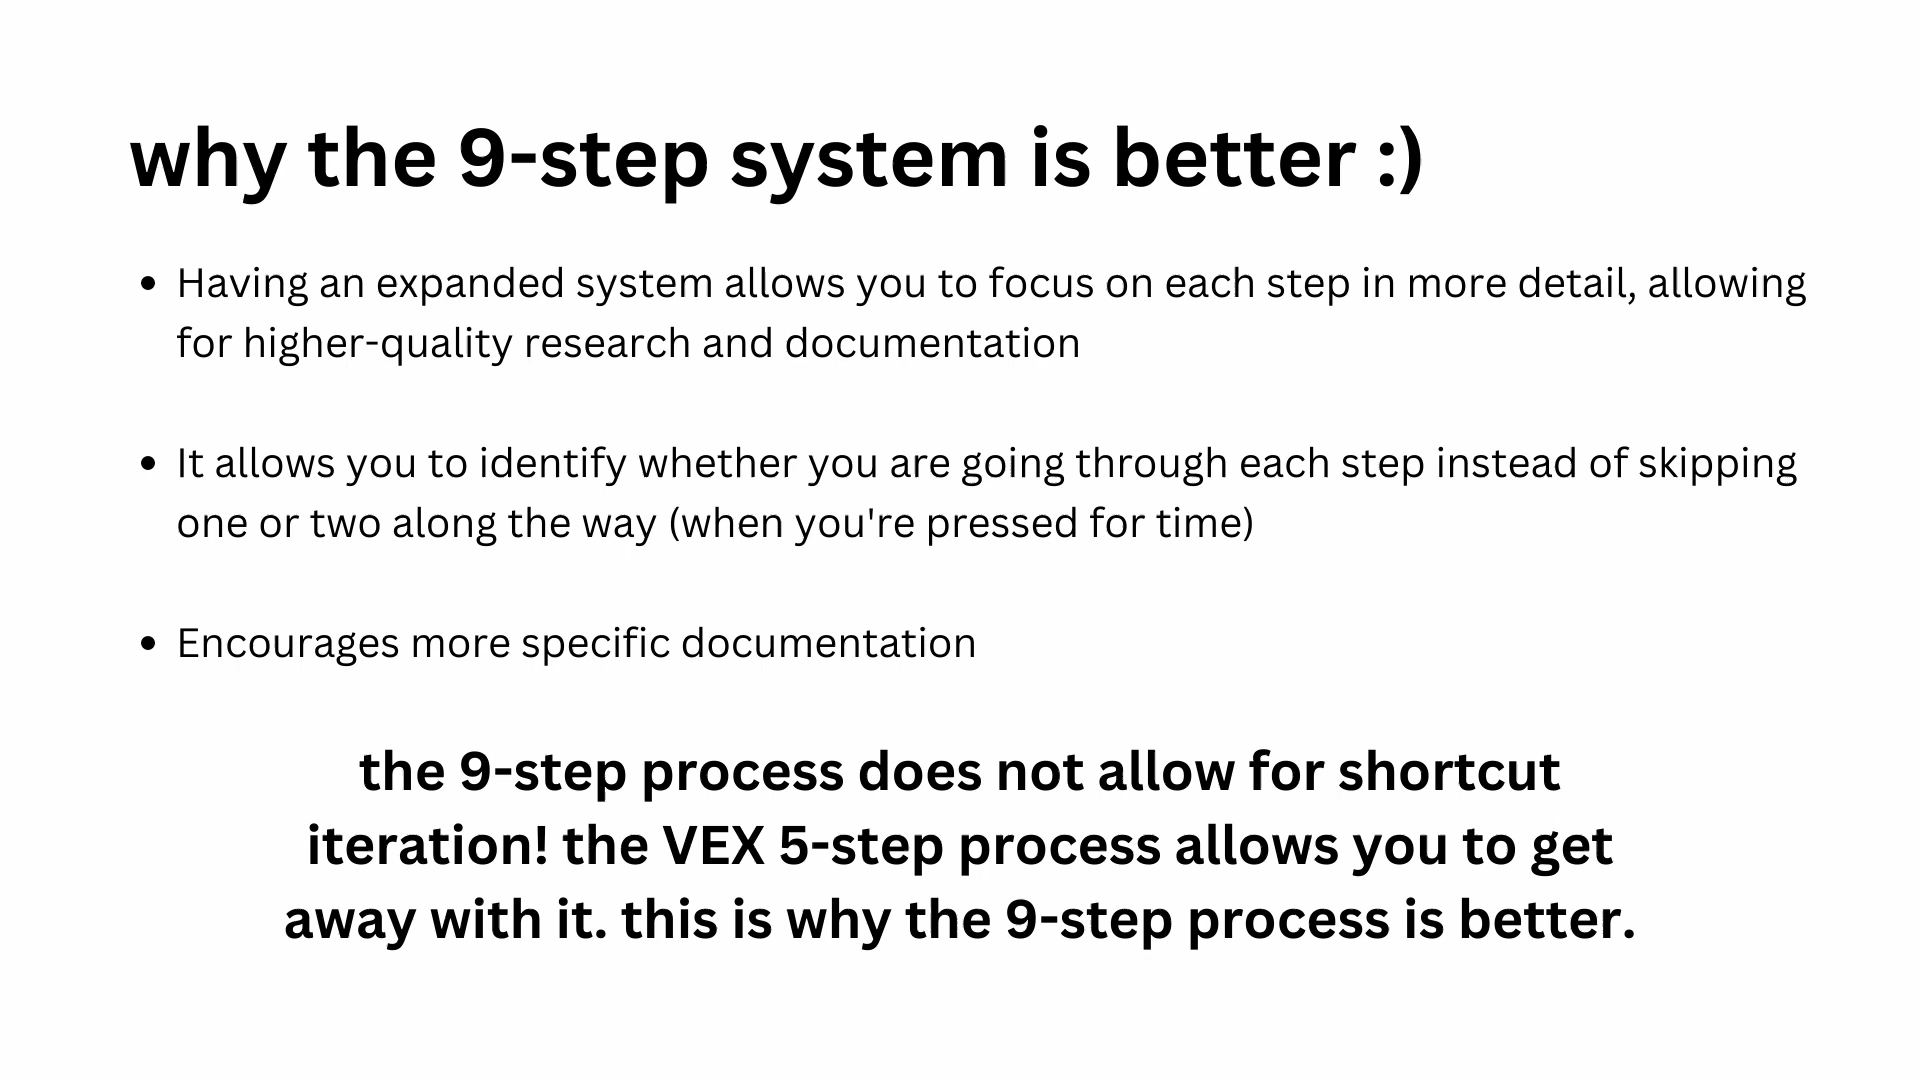 why the 9-step system is better :)
• Having an expanded system allows you to focus on each step in more detail, allowing
for higher-quality research and documentation
• It allows you to identify whether you are going through each step instead of skipping
one or two along the way (when you're pressed for time)
• Encourages more specific documentation
the 9-step process does not allow for shortcut
iteration! the VEX 5-step process allows you to get
away with it. this is why the 9-step process is better.